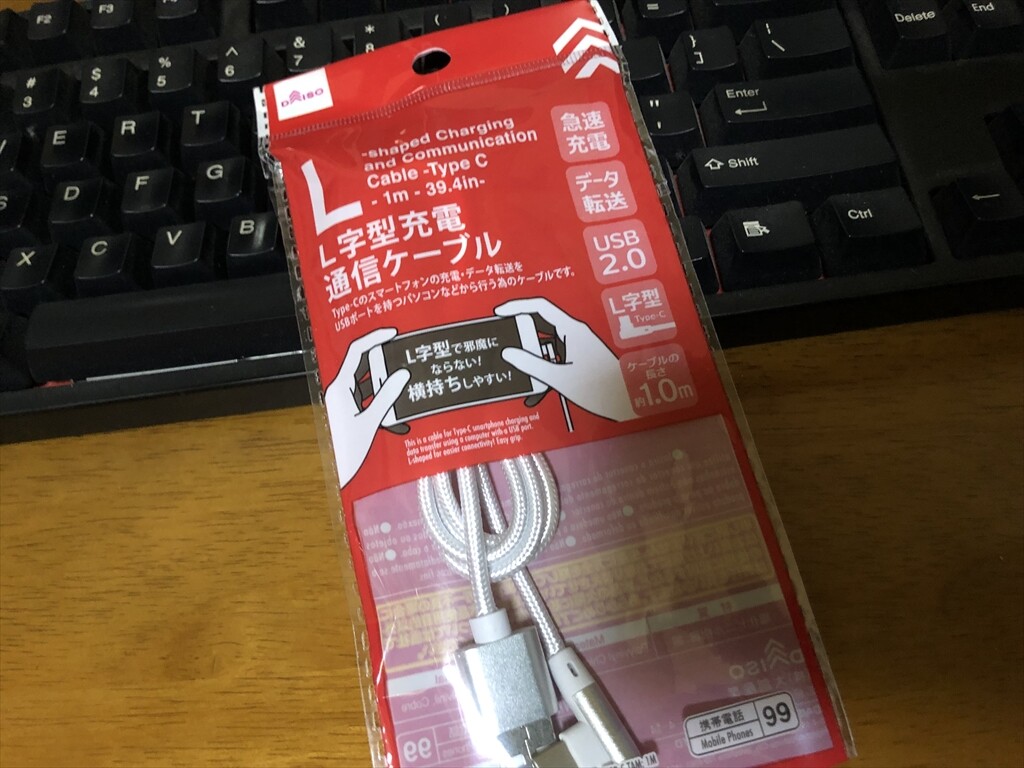 F2
F3
#
3
$
4
%
5
^
6
&
7
*
8
E
R
T
S
D
F
G
X
C
V
B
=
}
]
|
\
"
'
Delete
End
Enter
Shift
Ctrl
DAISO
L
-shaped Charging
and Communication
Cable -Type C
- 1m - 39.4in-
L字型充電
通信ケーブル
Type-Cのスマートフォンの充電・データ転送を
USBポートを持つパソコンなどから行う為のケーブルです。
急速
充電
データ
転送
USB
2.0
L字型
Type-C
ケーブルの
長さ
約1.0m
L字型で邪魔に
ならない!
横持ちしやすい!
This is a cable for Type-C smartphone charging and
data transfer using a computer with a USB port.
L-shaped for easier connectivity! Easy grip.
携帯電話
Mobile Phones
99